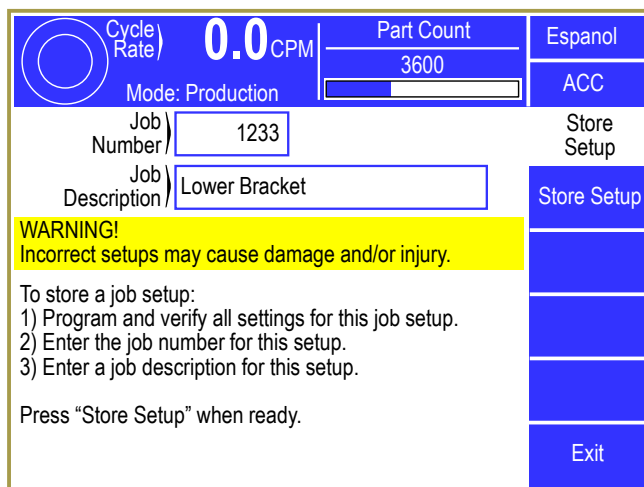 Cycle
Rate
0.0 CPM
Mode: Production
Part Count
3600
Espanol
ACC
Job
Number
1233
Job
Description
Lower Bracket
Store
Setup
Store Setup
WARNING!
Incorrect setups may cause damage and/or injury.
To store a job setup:
1) Program and verify all settings for this job setup.
2) Enter the job number for this setup.
3) Enter a job description for this setup.
Press “Store Setup” when ready.
Exit